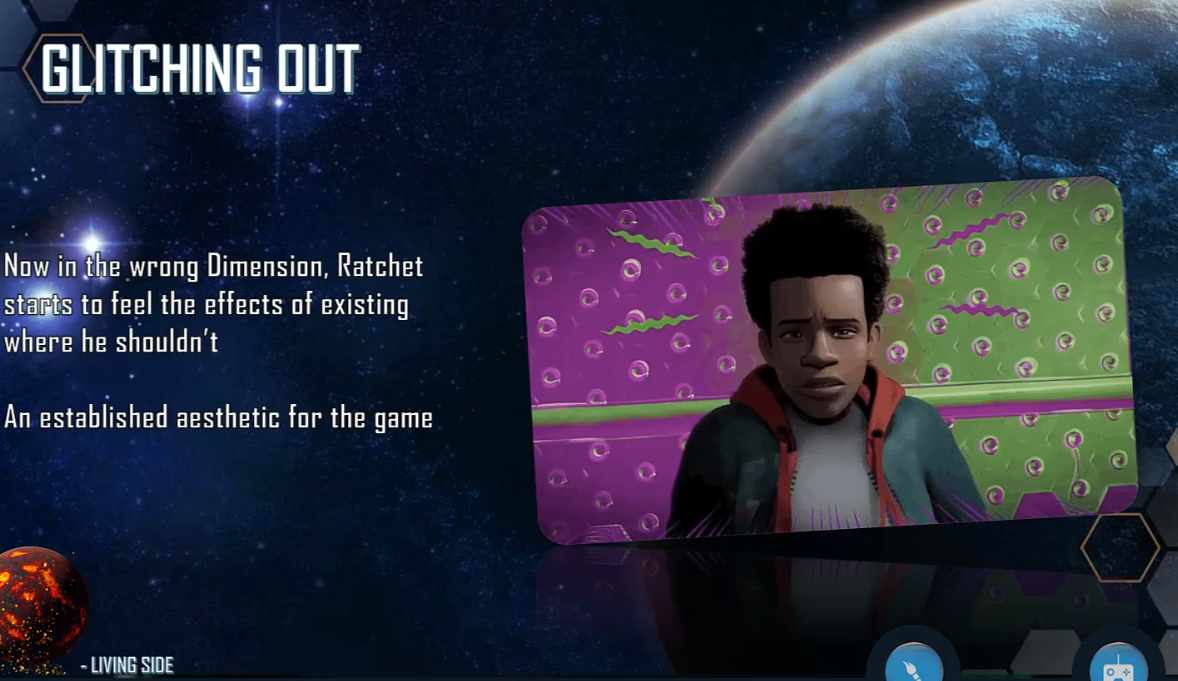 GLITCHING OUT
Now in the wrong Dimension, Ratchet
starts to feel the effects of existing
where he shouldn't
An established aesthetic for the game
- LIVING SIDE